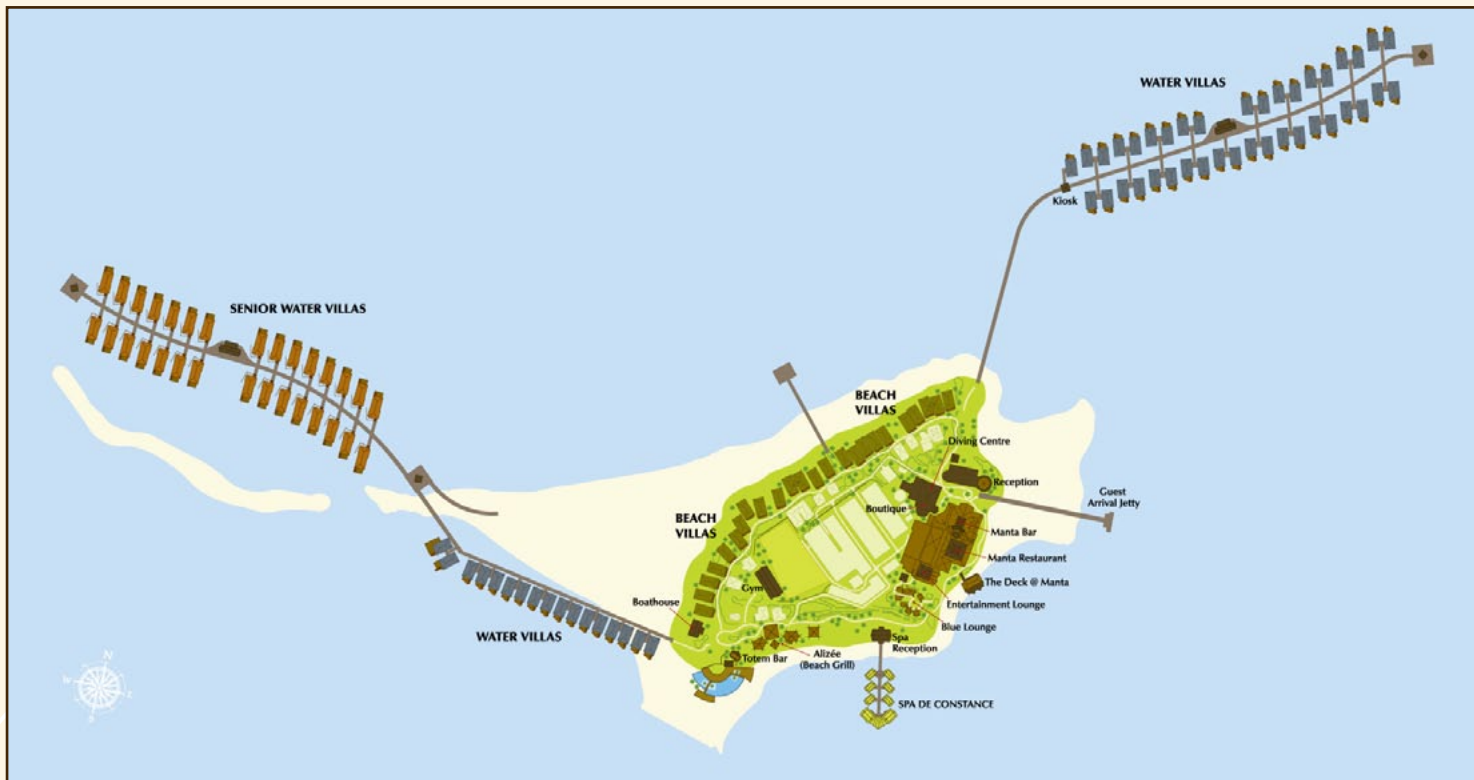 WATER VILLAS
Kiosk
SENIOR WATER VILLAS
BEACH
VILLAS
Diving Centre
Reception
Guest
Arrival Jetty
Boutique
BEACH
VILLAS
Manta Bar
Manta Restaurant
The Deck @ Manta
Gym
Entertainment Lounge
Boathouse
Blue Lounge
WATER VILLAS
Spa
Reception
Totem Bar
Alizée
(Beach Grill)
SPA DE CONSTANCE
N
W
S